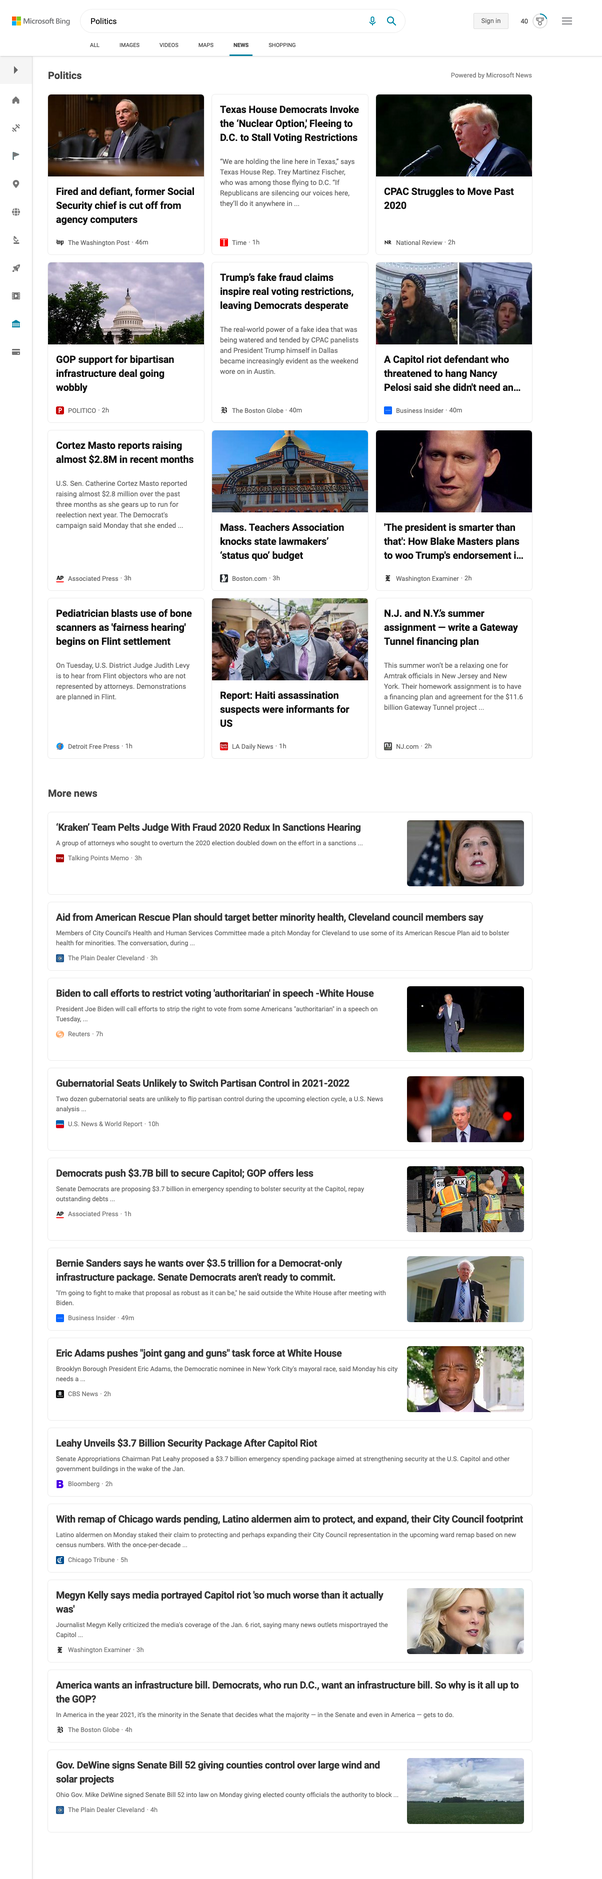 Microsoft Bing
Politics
Sign in
40
ALL
IMAGES
VIDEOS
MAPS
NEWS
SHOPPING
Politics
Powered by Microsoft News
Fired and defiant, former Social
Security chief is cut off from
agency computers
The Washington Post · 46m
Texas House Democrats Invoke
the 'Nuclear Option,' Fleeing to
D.C. to Stall Voting Restrictions
"We are holding the line here in Texas," says
Texas House Rep. Trey Martinez Fischer,
who was among those flying to D.C. "If
Republicans are silencing our voices here,
they'll do it anywhere in ...
Time · 1h
CPAC Struggles to Move Past
2020
National Review · 2h
GOP support for bipartisan
infrastructure deal going
wobbly
POLITICO · 2h
Trump's fake fraud claims
inspire real voting restrictions,
leaving Democrats desperate
The real-world power of a fake idea that was
being watered and tended by CPAC panelists
and President Trump himself in Dallas
became increasingly evident as the weekend
wore on in Austin.
The Boston Globe · 40m
A Capitol riot defendant who
threatened to hang Nancy
Pelosi said she didn't need an...
Business Insider · 40m
Cortez Masto reports raising
almost $2.8M in recent months
U.S. Sen. Catherine Cortez Masto reported
raising almost $2.8 million over the past
three months as she gears up to run for
reelection next year. The Democrat's
campaign said Monday that she ended ...
AP Associated Press · 3h
Mass. Teachers Association
knocks state lawmakers'
'status quo' budget
Boston.com · 3h
'The president is smarter than
that': How Blake Masters plans
to woo Trump's endorsement i...
Washington Examiner · 2h
Pediatrician blasts use of bone
scanners as 'fairness hearing'
begins on Flint settlement
On Tuesday, U.S. District Judge Judith Levy
is to hear from Flint objectors who are not
represented by attorneys. Demonstrations
are planned in Flint.
Detroit Free Press · 1h
Report: Haiti assassination
suspects were informants for
US
LA Daily News · 1h
N.J. and N.Y.'s summer
assignment — write a Gateway
Tunnel financing plan
This summer won't be a relaxing one for
Amtrak officials in New Jersey and New
York. Their homework assignment is to have
a financing plan and agreement for the $11.6
billion Gateway Tunnel project ...
NJ.com · 2h
More news
'Kraken' Team Pelts Judge With Fraud 2020 Redux In Sanctions Hearing
A group of attorneys who sought to overturn the 2020 election doubled down on the effort in a sanctions ...
Talking Points Memo · 3h
Aid from American Rescue Plan should target better minority health, Cleveland council members say
Members of City Council's Health and Human Services Committee made a pitch Monday for Cleveland to use some of its American Rescue Plan aid to bolster
health for minorities. The conversation, during ...
The Plain Dealer Cleveland · 3h
Biden to call efforts to restrict voting 'authoritarian' in speech -White House
President Joe Biden will call efforts to strip the right to vote from some Americans "authoritarian" in a speech on
Tuesday, ...
Reuters · 7h
Gubernatorial Seats Unlikely to Switch Partisan Control in 2021-2022
Two dozen gubernatorial seats are unlikely to flip partisan control during the upcoming election cycle, a U.S. News
analysis ...
U.S. News & World Report · 10h
Democrats push $3.7B bill to secure Capitol; GOP offers less
Senate Democrats are proposing $3.7 billion in emergency spending to bolster security at the Capitol, repay
outstanding debts ...
AP Associated Press · 1h
Bernie Sanders says he wants over $3.5 trillion for a Democrat-only
infrastructure package. Senate Democrats aren't ready to commit.
"I'm going to fight to make that proposal as robust as it can be," he said outside the White House after meeting with
Biden.
Business Insider · 49m
Eric Adams pushes "joint gang and guns" task force at White House
Brooklyn Borough President Eric Adams, the Democratic nominee in New York City's mayoral race, said Monday his city
needs a ...
CBS News · 2h
Leahy Unveils $3.7 Billion Security Package After Capitol Riot
Senate Appropriations Chairman Pat Leahy proposed a $3.7 billion emergency spending package aimed at strengthening security at the U.S. Capitol and other
government buildings in the wake of the Jan.
Bloomberg · 2h
With remap of Chicago wards pending, Latino aldermen aim to protect, and expand, their City Council footprint
Latino aldermen on Monday staked their claim to protecting and perhaps expanding their City Council representation in the upcoming ward remap based on new
census numbers. With the once-per-decade ...
Chicago Tribune · 5h
Megyn Kelly says media portrayed Capitol riot 'so much worse than it actually
was'
Journalist Megyn Kelly criticized the media's coverage of the Jan. 6 riot, saying many news outlets misportrayed the
Capitol ...
Washington Examiner · 3h
America wants an infrastructure bill. Democrats, who run D.C., want an infrastructure bill. So why is it all up to
the GOP?
In America in the year 2021, it's the minority in the Senate that decides what the majority — in the Senate and even in America — gets to do.
The Boston Globe · 4h
Gov. DeWine signs Senate Bill 52 giving counties control over large wind and
solar projects
Ohio Gov. Mike DeWine signed Senate Bill 52 into law on Monday giving elected county officials the authority to block ...
The Plain Dealer Cleveland · 4h